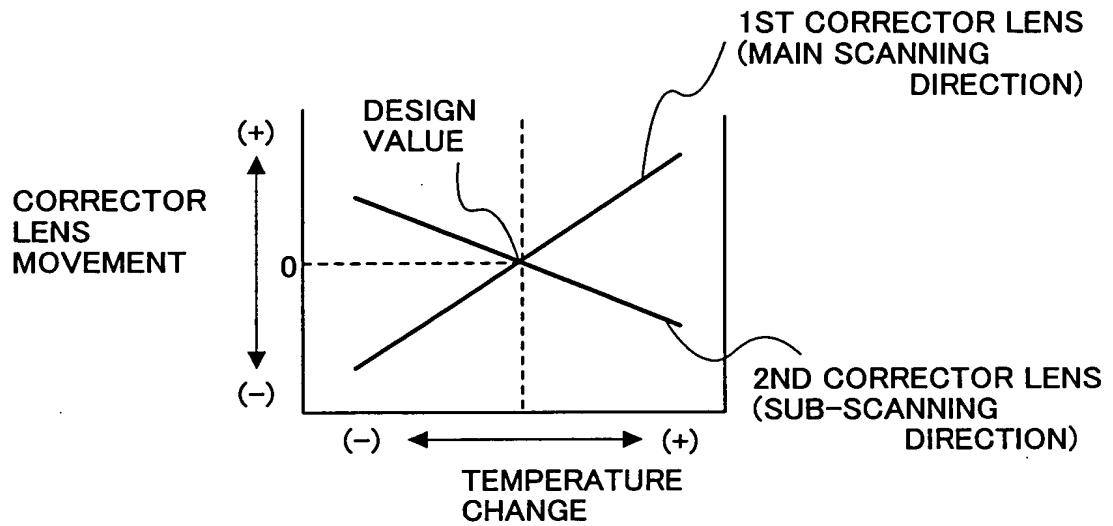 1ST CORRECTOR LENS
(MAIN SCANNING
DIRECTION)
DESIGN
VALUE
(+)
CORRECTOR
LENS
MOVEMENT
0
(-)
2ND CORRECTOR LENS
(SUB-SCANNING
DIRECTION)
(-)
(+)
TEMPERATURE
CHANGE